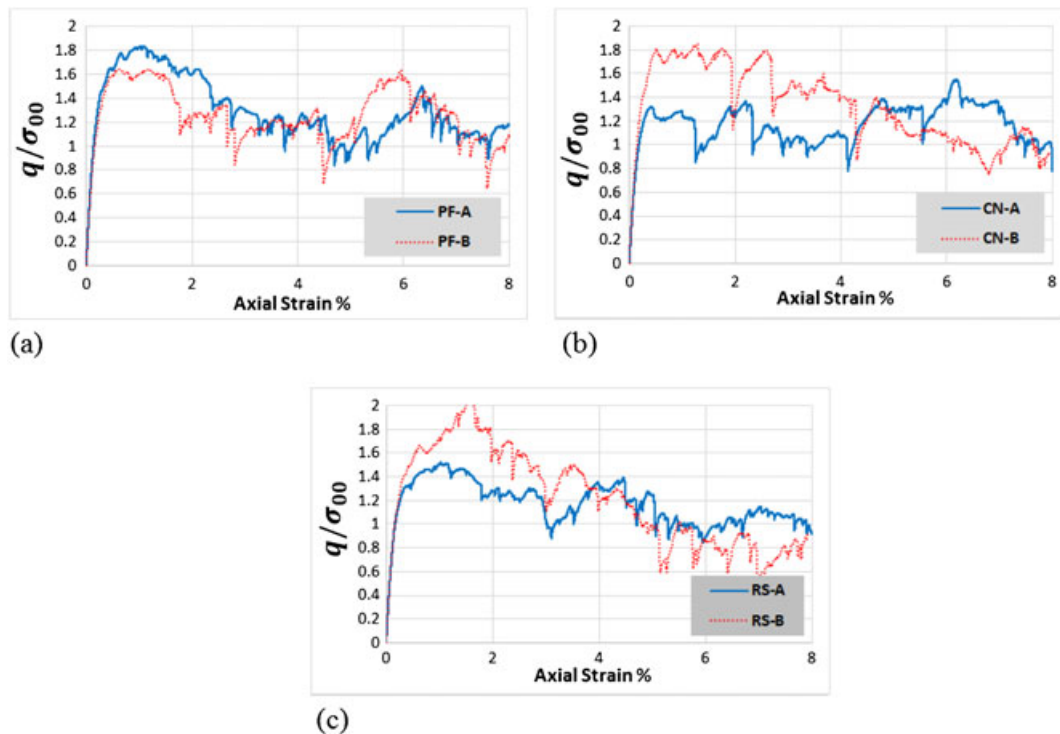 2
1.8
1.6
1.4
1.2
1
0.8
0.6
0.4
0.2
0
q/σ00
0 2 4 6 8
Axial Strain %
PF-A
PF-B
(a)
2
1.8
1.6
1.4
1.2
1
0.8
0.6
0.4
0.2
0
q/σ00
0 2 4 6 8
Axial Strain %
CN-A
CN-B
(b)
2
1.8
1.6
1.4
1.2
1
0.8
0.6
0.4
0.2
0
q/σ00
0 2 4 6 8
Axial Strain %
RS-A
RS-B
(c)